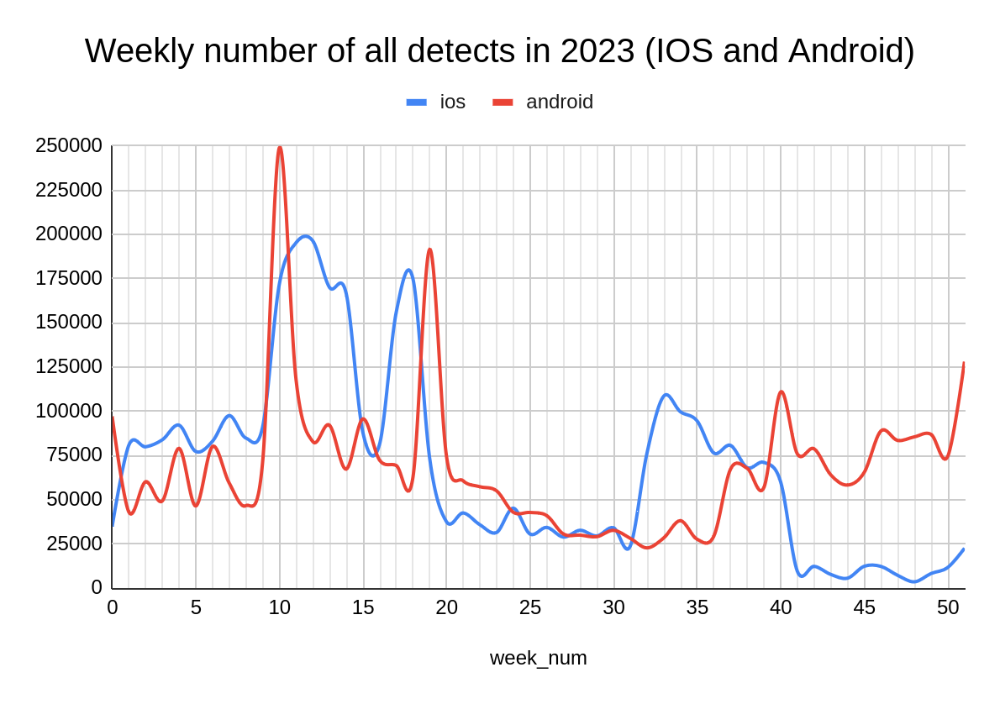 Weekly number of all detects in 2023 (IOS and Android)
ios android
250000
225000
200000
175000
150000
125000
100000
75000
50000
25000
0
0 5 10 15 20 25 30 35 40 45 50
week_num